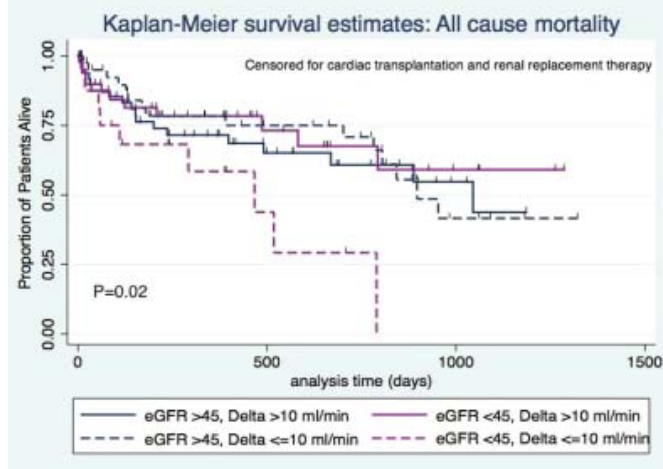 Kaplan-Meier survival estimates: All cause mortality
Censored for cardiac transplantation and renal replacement therapy
Proportion of Patients Alive
1.00
0.75
0.50
0.25
0.00
P=0.02
0 500 1000 1500
analysis time (days)
eGFR >45, Delta >10 ml/min eGFR <45, Delta >10 ml/min
eGFR >45, Delta <=10 ml/min eGFR <45, Delta <=10 ml/min